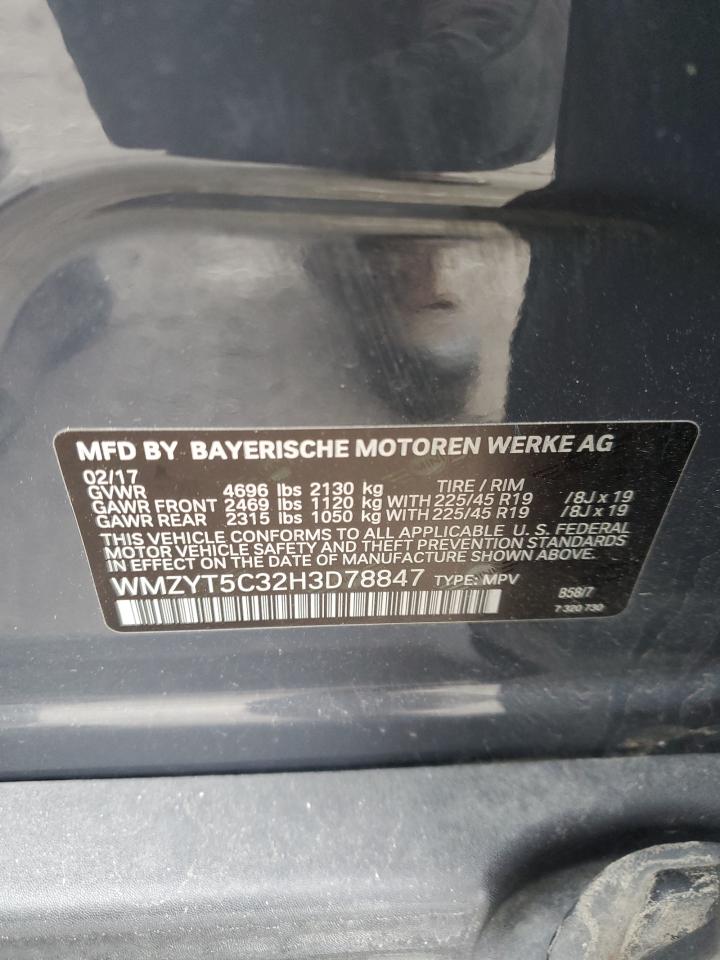 MFD BY BAYERISCHE MOTOREN WERKE AG
02/17 TIRE / RIM
GVWR 4696 lbs 2130 kg
GAWR FRONT 2469 lbs 1120 kg WITH 225/45 R19 /8J x 19
GAWR REAR 2315 lbs 1050 kg WITH 225/45 R19 /8J x 19
THIS VEHICLE CONFORMS TO ALL APPLICABLE U. S. FEDERAL
MOTOR VEHICLE SAFETY AND THEFT PREVENTION STANDARDS
IN EFFECT ON THE DATE OF MANUFACTURE SHOWN ABOVE.
WMZYT5C32H3D78847 TYPE: MPV B58/7
7 320 730